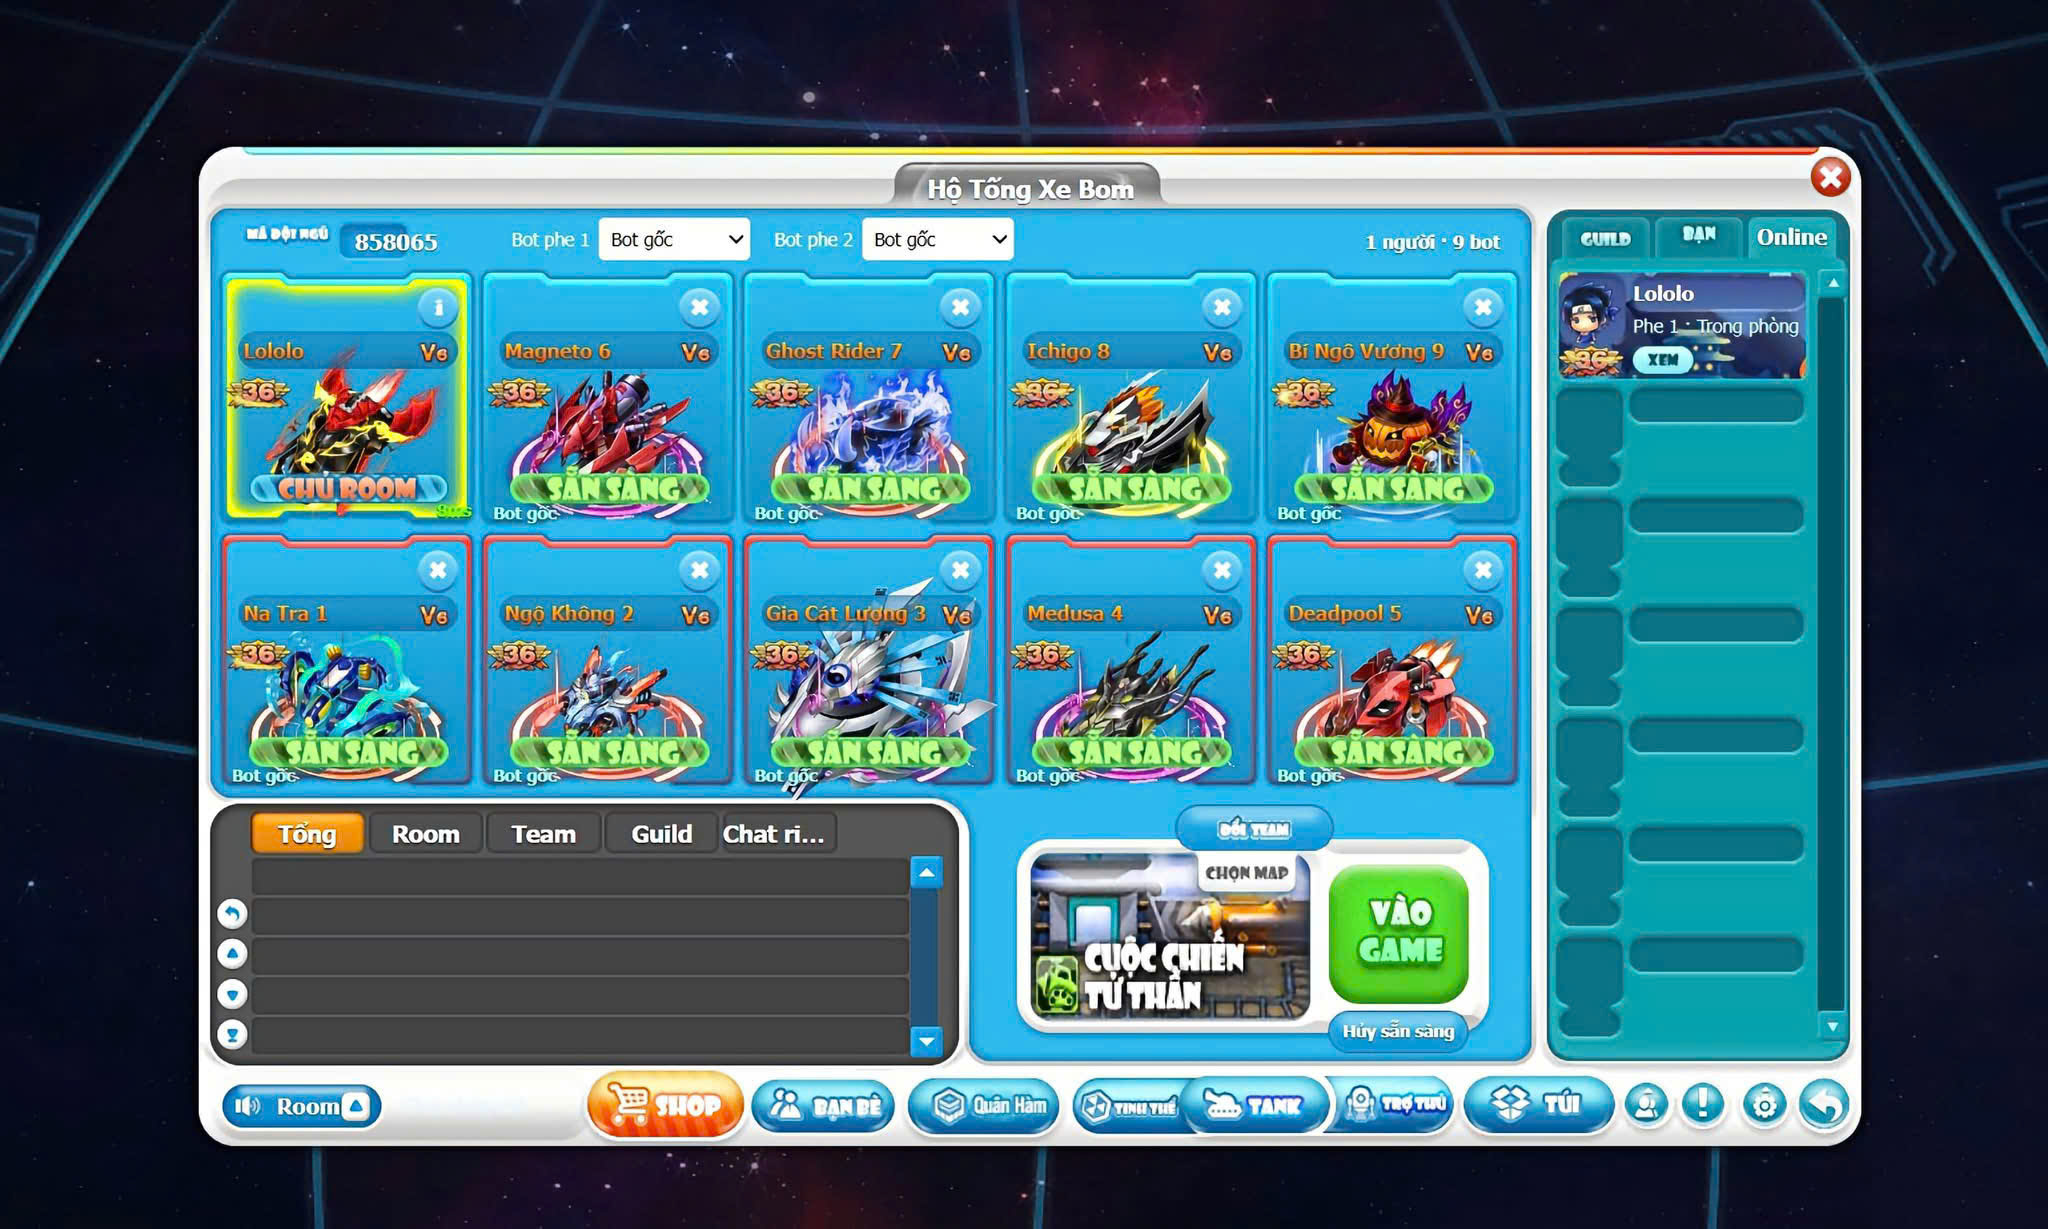 Hộ Tống Xe Bom
MÃ ĐỘT NGŨ 858065 Bot phe 1 Bot gốc Bot phe 2 Bot gốc 1 người · 9 bot
GUILD BẠN Online
Lololo V6
36
CHỦ ROOM
8ms
Magneto 6 V6
36
SẴN SÀNG
Bot gốc
Ghost Rider 7 V6
36
SẴN SÀNG
Bot gốc
Ichigo 8 V6
36
SẴN SÀNG
Bot gốc
Bí Ngô Vương 9 V6
36
SẴN SÀNG
Bot gốc
Lololo
Phe 1 · Trong phòng
36 XEM
Na Tra 1 V6
36
SẴN SÀNG
Bot gốc
Ngộ Không 2 V6
36
SẴN SÀNG
Bot gốc
Gia Cát Lượng 3 V6
36
SẴN SÀNG
Bot gốc
Medusa 4 V6
36
SẴN SÀNG
Bot gốc
Deadpool 5 V6
36
SẴN SÀNG
Bot gốc
Tổng Room Team Guild Chat ri...
ĐỔI TEAM
CHỌN MAP
CUỘC CHIẾN
TỬ THẦN
VÀO
GAME
Hủy sẵn sàng
Room SHOP BẠN BÈ Quân Hàm TINH THỂ TANK TRỢ THỦ TÚI